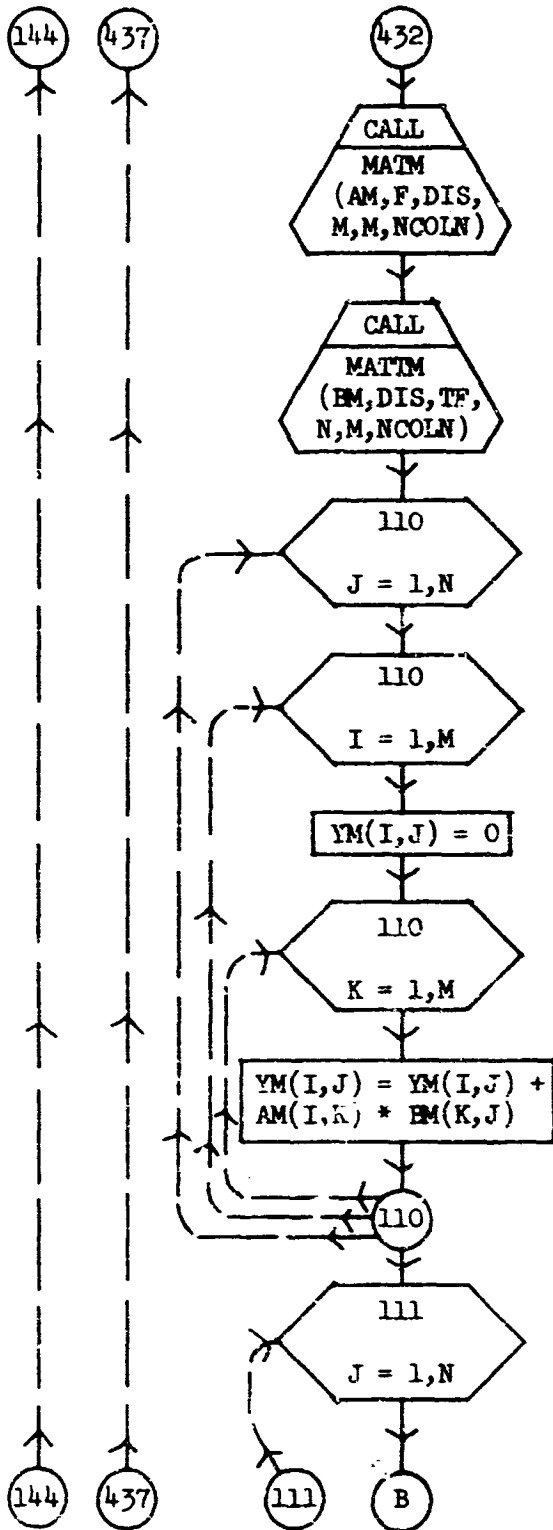 144 437 432
CALL
MATM
(AM,F,DIS,
M,M,NCOLN)
CALL
MATTM
(BM,DIS,TF,
N,M,NCOLN)
110
J = 1,N
110
I = 1,M
YM(I,J) = 0
110
K = 1,M
YM(I,J) = YM(I,J) +
AM(I,K) * BM(K,J)
110
111
J = 1,N
144 437 111 B